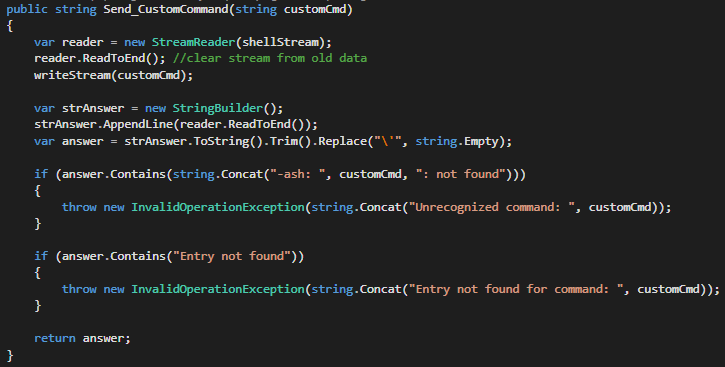 public string Send_CustomCommand(string customCmd)
{
    var reader = new StreamReader(shellStream);
    reader.ReadToEnd(); //clear stream from old data
    writeStream(customCmd);

    var strAnswer = new StringBuilder();
    strAnswer.AppendLine(reader.ReadToEnd());
    var answer = strAnswer.ToString().Trim().Replace("\'", string.Empty);

    if (answer.Contains(string.Concat("-ash: ", customCmd, ": not found")))
    {
        throw new InvalidOperationException(string.Concat("Unrecognized command: ", customCmd));
    }

    if (answer.Contains("Entry not found"))
    {
        throw new InvalidOperationException(string.Concat("Entry not found for command: ", customCmd));
    }

    return answer;
}